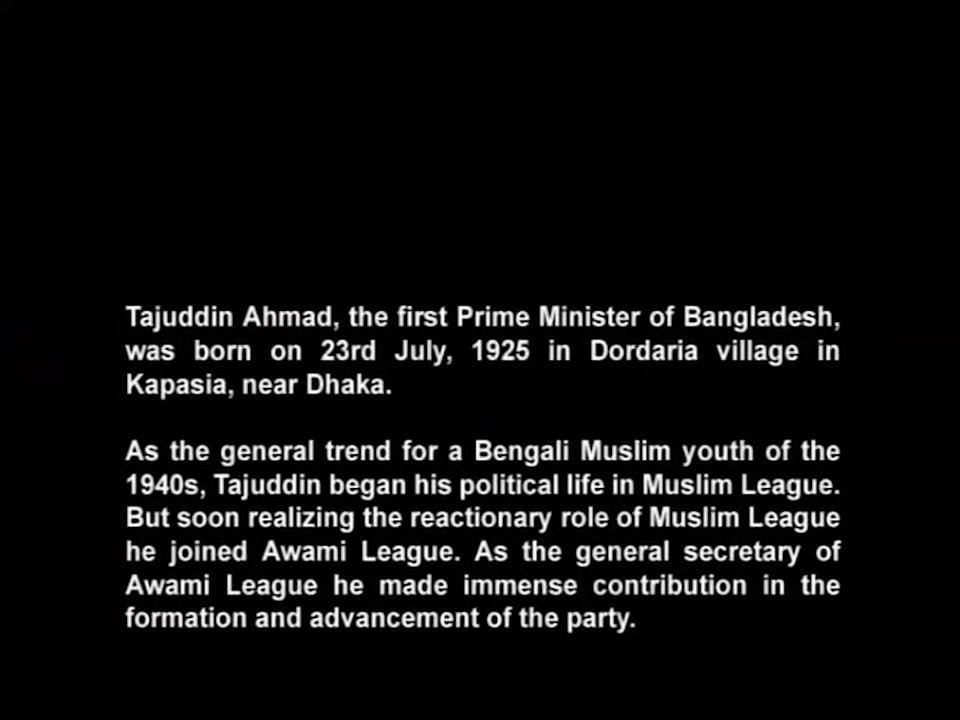 Tajuddin Ahmad, the first Prime Minister of Bangladesh,
was born on 23rd July, 1925 in Dordaria village in
Kapasia, near Dhaka.
As the general trend for a Bengali Muslim youth of the
1940s, Tajuddin began his political life in Muslim League.
But soon realizing the reactionary role of Muslim League
he joined Awami League. As the general secretary of
Awami League he made immense contribution in the
formation and advancement of the party.